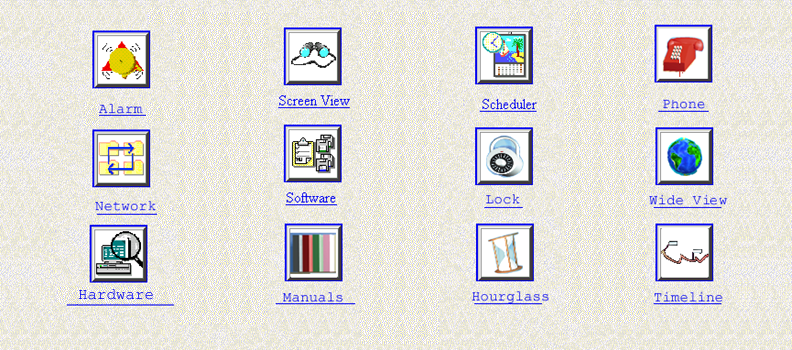 Alarm
Screen View
Scheduler
Phone
Network
Software
Lock
Wide View
Hardware
Manuals
Hourglass
Timeline